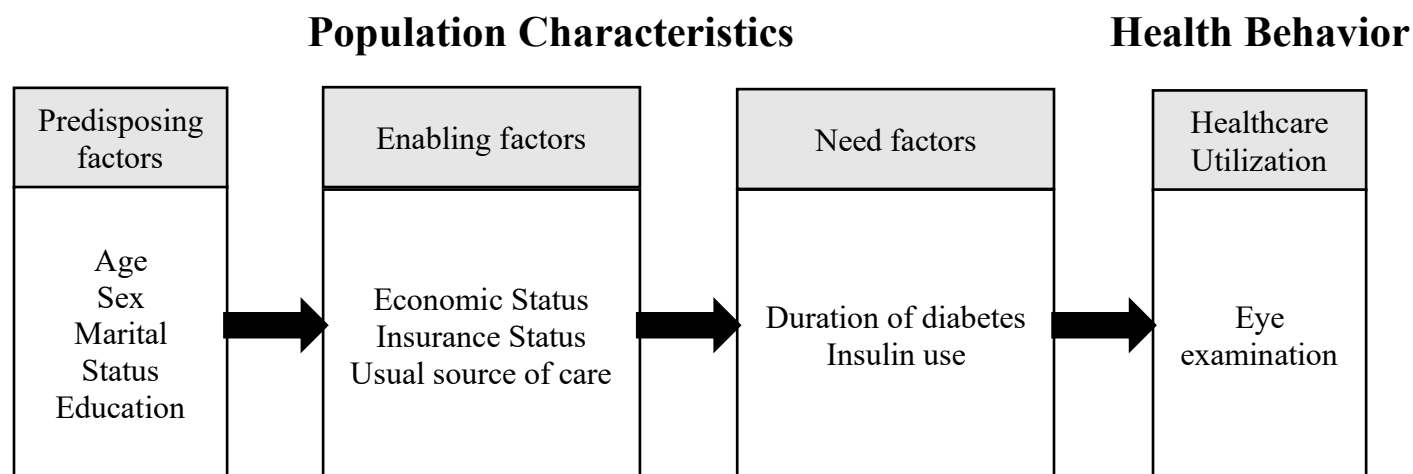 Population Characteristics
Health Behavior
Predisposing
factors
Age
Sex
Marital
Status
Education
Enabling factors
Economic Status
Insurance Status
Usual source of care
Need factors
Duration of diabetes
Insulin use
Healthcare
Utilization
Eye
examination